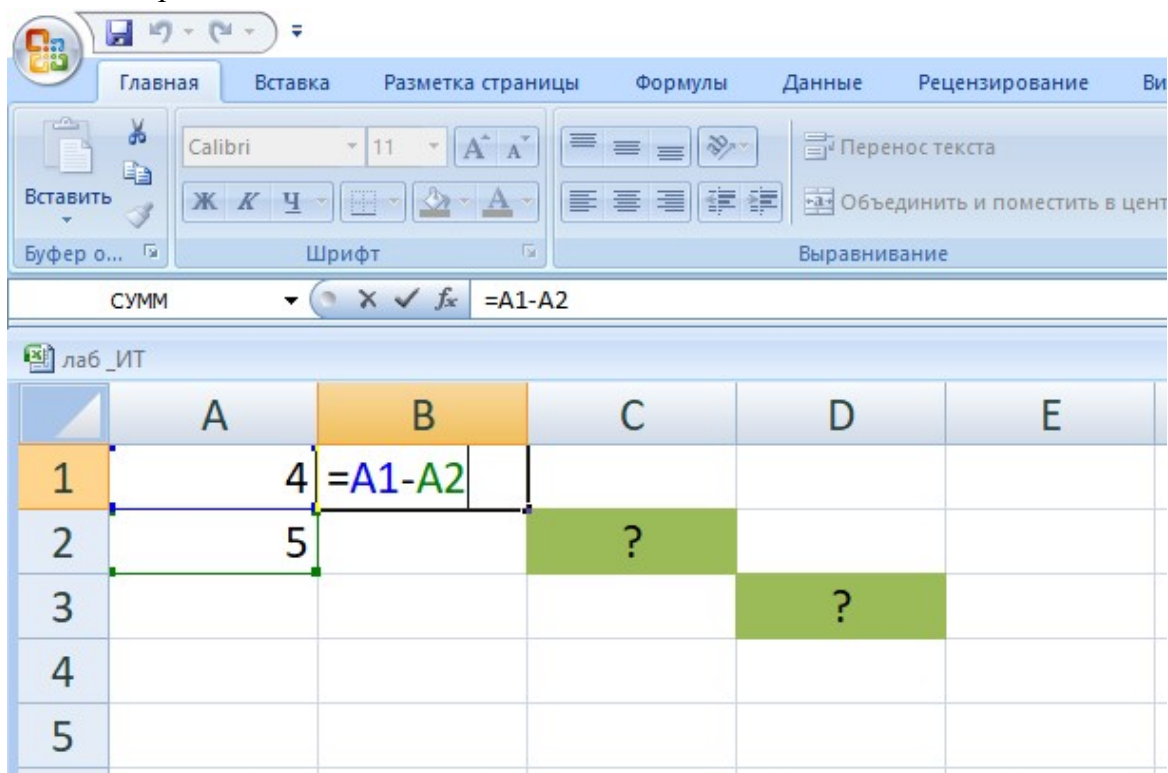 Главная Вставка Разметка страницы Формулы Данные Рецензирование Ви
Calibri 11 A A Перенос текста
Вставить Ж К Ч A Объединить и поместить в цент
Буфер о... Шрифт Выравнивание
СУММ fx =A1-A2
лаб _ИТ
A B C D E
1 4 =A1-A2
2 5 ?
3 ?
4
5